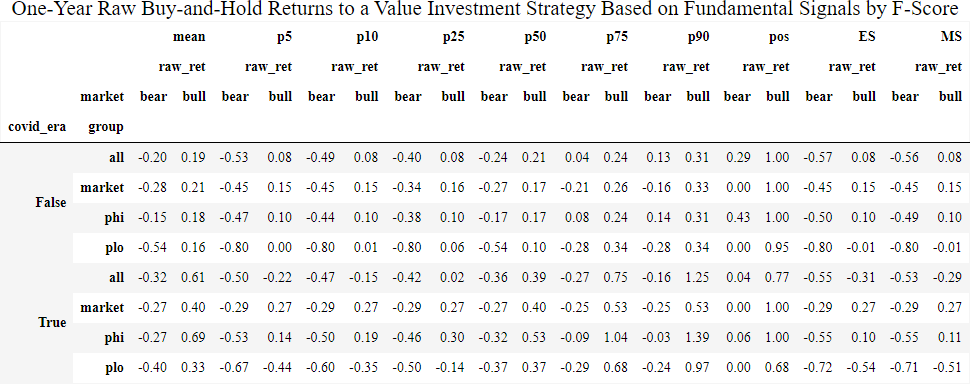 One-Year Raw Buy-and-Hold Returns to a Value Investment Strategy Based on Fundamental Signals by F-Score
mean p5 p10 p25 p50 p75 p90 pos ES MS
raw_ret raw_ret raw_ret raw_ret raw_ret raw_ret raw_ret raw_ret raw_ret raw_ret
market bear bull bear bull bear bull bear bull bear bull bear bull bear bull bear bull bear bull bear bull
covid_era group
all -0.20 0.19 -0.53 0.08 -0.49 0.08 -0.40 0.08 -0.24 0.21 0.04 0.24 0.13 0.31 0.29 1.00 -0.57 0.08 -0.56 0.08
False market -0.28 0.21 -0.45 0.15 -0.45 0.15 -0.34 0.16 -0.27 0.17 -0.21 0.26 -0.16 0.33 0.00 1.00 -0.45 0.15 -0.45 0.15
phi -0.15 0.18 -0.47 0.10 -0.44 0.10 -0.38 0.10 -0.17 0.17 0.08 0.24 0.14 0.31 0.43 1.00 -0.50 0.10 -0.49 0.10
plo -0.54 0.16 -0.80 0.00 -0.80 0.01 -0.80 0.06 -0.54 0.10 -0.28 0.34 -0.28 0.34 0.00 0.95 -0.80 -0.01 -0.80 -0.01
all -0.32 0.61 -0.50 -0.22 -0.47 -0.15 -0.42 0.02 -0.36 0.39 -0.27 0.75 -0.16 1.25 0.04 0.77 -0.55 -0.31 -0.53 -0.29
True market -0.27 0.40 -0.29 0.27 -0.29 0.27 -0.29 0.27 -0.27 0.40 -0.25 0.53 -0.25 0.53 0.00 1.00 -0.29 0.27 -0.29 0.27
phi -0.27 0.69 -0.53 0.14 -0.50 0.19 -0.46 0.30 -0.32 0.53 -0.09 1.04 -0.03 1.39 0.06 1.00 -0.55 0.10 -0.55 0.11
plo -0.40 0.33 -0.67 -0.44 -0.60 -0.35 -0.50 -0.14 -0.37 0.37 -0.29 0.68 -0.24 0.97 0.00 0.68 -0.72 -0.54 -0.71 -0.51